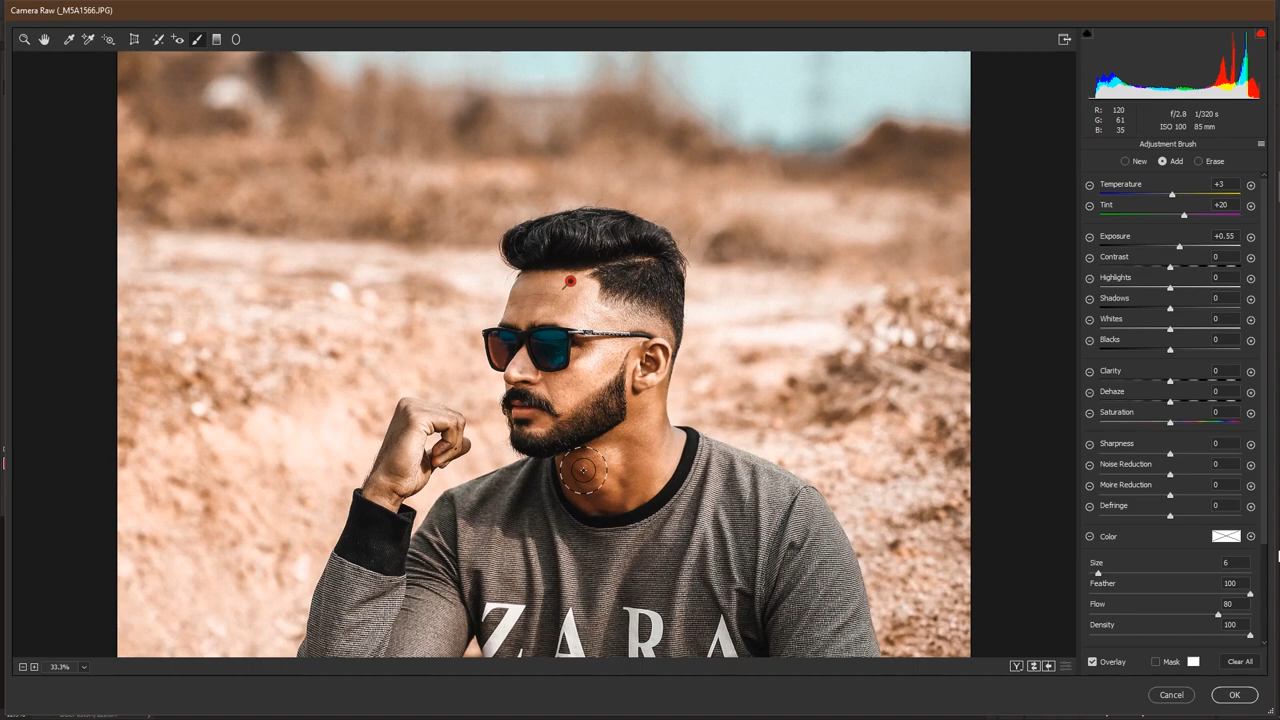 Camera Raw (_M5A1566.JPG)
R: 120
G: 61
B: 35
f/2.8 1/320 s
ISO 100 85 mm
Adjustment Brush
New Add Erase
Temperature +3
Tint +20
Exposure +0.55
Contrast 0
Highlights 0
Shadows 0
Whites 0
Blacks 0
Clarity 0
Dehaze 0
Saturation 0
Sharpness 0
Noise Reduction 0
Moire Reduction 0
Defringe 0
Color
Size 6
Feather 100
Flow 80
Density 100
ZARA
33.3%
Y
Overlay Mask Clear All
Cancel OK